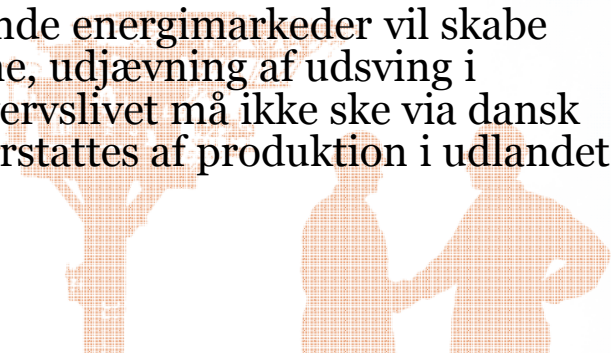 nde energimarkeder vil skabe
ne, udjævning af udsving i
ervslivet må ikke ske via dansk
rstattes af produktion i udlandet